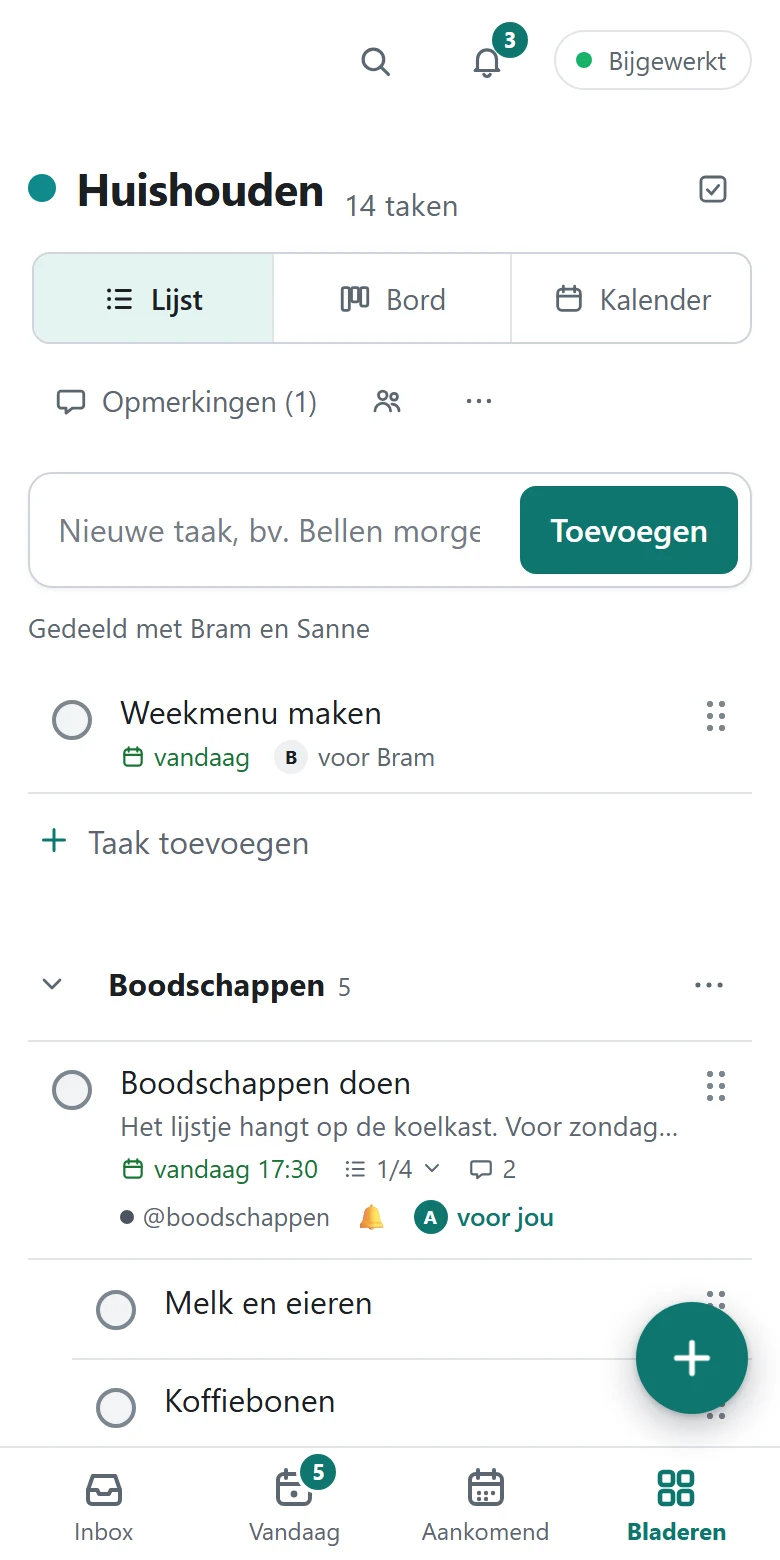 3
Bijgewerkt
Huishouden 14 taken
Lijst Bord Kalender
Opmerkingen (1)
Nieuwe taak, bv. Bellen morge
Toevoegen
Gedeeld met Bram en Sanne
Weekmenu maken
vandaag B voor Bram
Taak toevoegen
Boodschappen 5
Boodschappen doen
Het lijstje hangt op de koelkast. Voor zondag...
vandaag 17:30 1/4 2
@boodschappen A voor jou
Melk en eieren
Koffiebonen
5
Inbox Vandaag Aankomend Bladeren